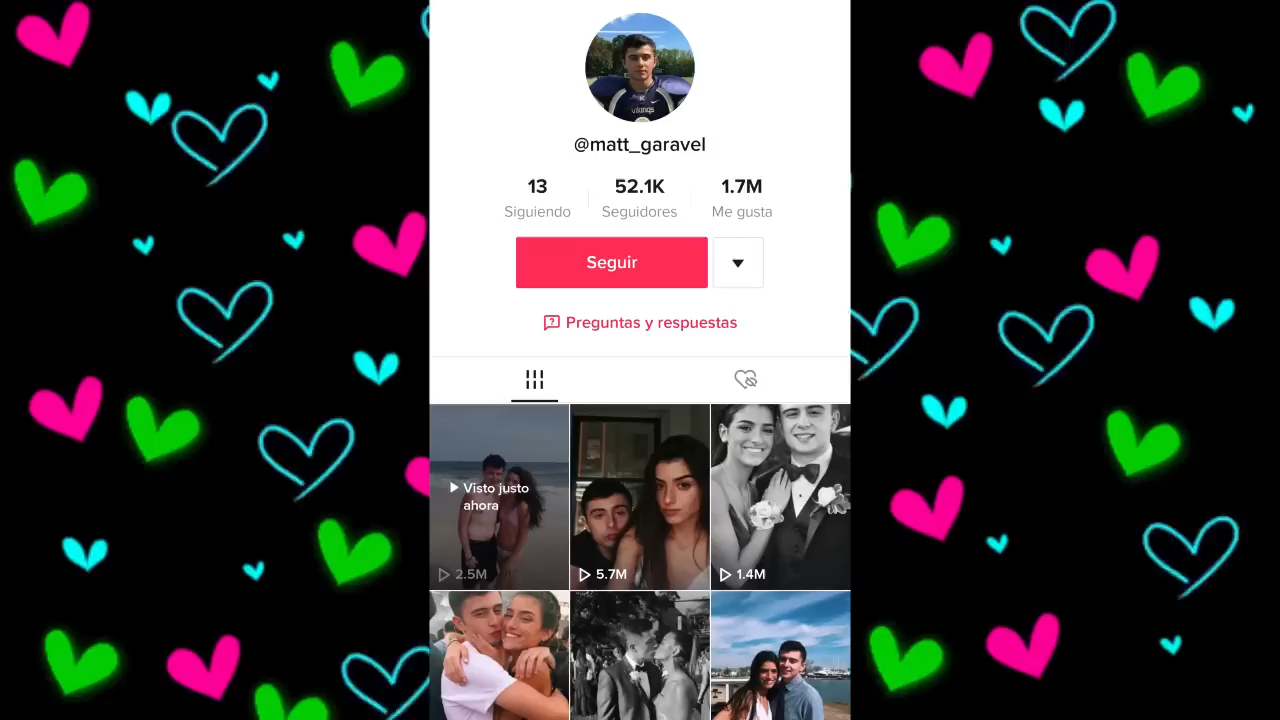 VIKINGS
@matt_garavel
13 52.1K 1.7M
Siguiendo Seguidores Me gusta
Seguir
Preguntas y respuestas
Visto justo
ahora
2.5M 5.7M 1.4M